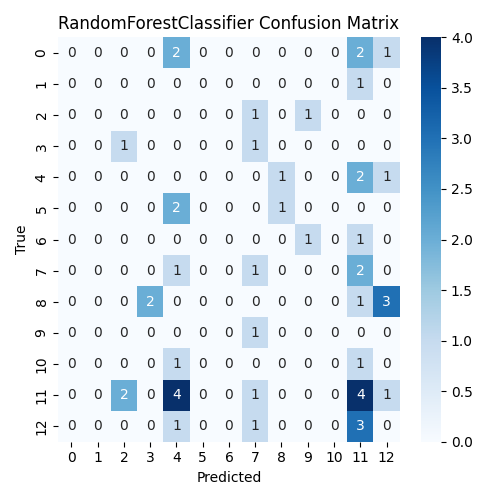 RandomForestClassifier Confusion Matrix
0 0 0 0 0 2 0 0 0 0 0 0 2 1
1 0 0 0 0 0 0 0 0 0 0 0 1 0
2 0 0 0 0 0 0 0 1 0 1 0 0 0
3 0 0 1 0 0 0 0 1 0 0 0 0 0
4 0 0 0 0 0 0 0 0 1 0 0 2 1
5 0 0 0 0 2 0 0 0 1 0 0 0 0
6 0 0 0 0 0 0 0 0 0 1 0 1 0
7 0 0 0 0 1 0 0 1 0 0 0 2 0
8 0 0 0 2 0 0 0 0 0 0 0 1 3
9 0 0 0 0 0 0 0 1 0 0 0 0 0
10 0 0 0 0 1 0 0 0 0 0 0 1 0
11 0 0 2 0 4 0 0 1 0 0 0 4 1
12 0 0 0 0 1 0 0 1 0 0 0 3 0
0 1 2 3 4 5 6 7 8 9 10 11 12
Predicted
True
4.0
3.5
3.0
2.5
2.0
1.5
1.0
0.5
0.0